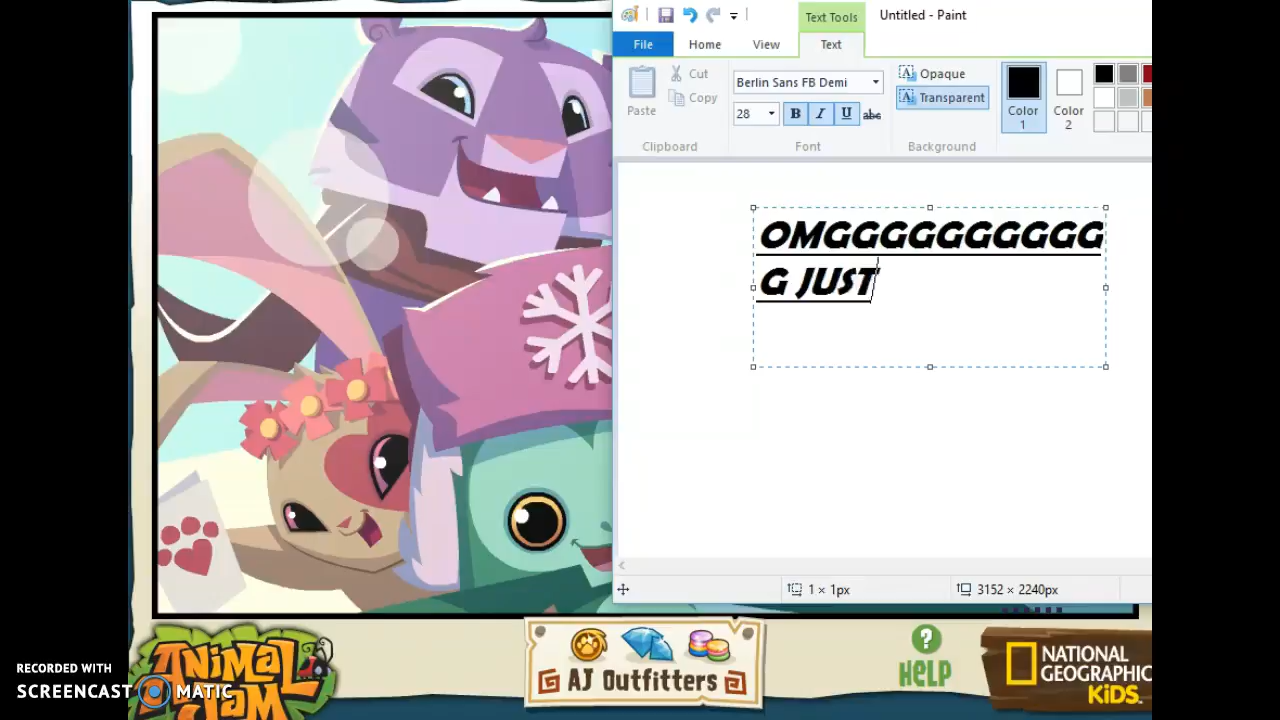 Text Tools
Untitled - Paint
File
Home
View
Text
Paste
Cut
Copy
Clipboard
Berlin Sans FB Demi
28
B
I
U
abc
Font
Opaque
Transparent
Background
Color 1
Color 2
OMGGGGGGGGGG
G JUST
1 × 1px
3152 × 2240px
RECORDED WITH
SCREENCAST MATIC
ANIMAL
JAM
AJ Outfitters
?
HELP
NATIONAL
GEOGRAPHIC
KiDS